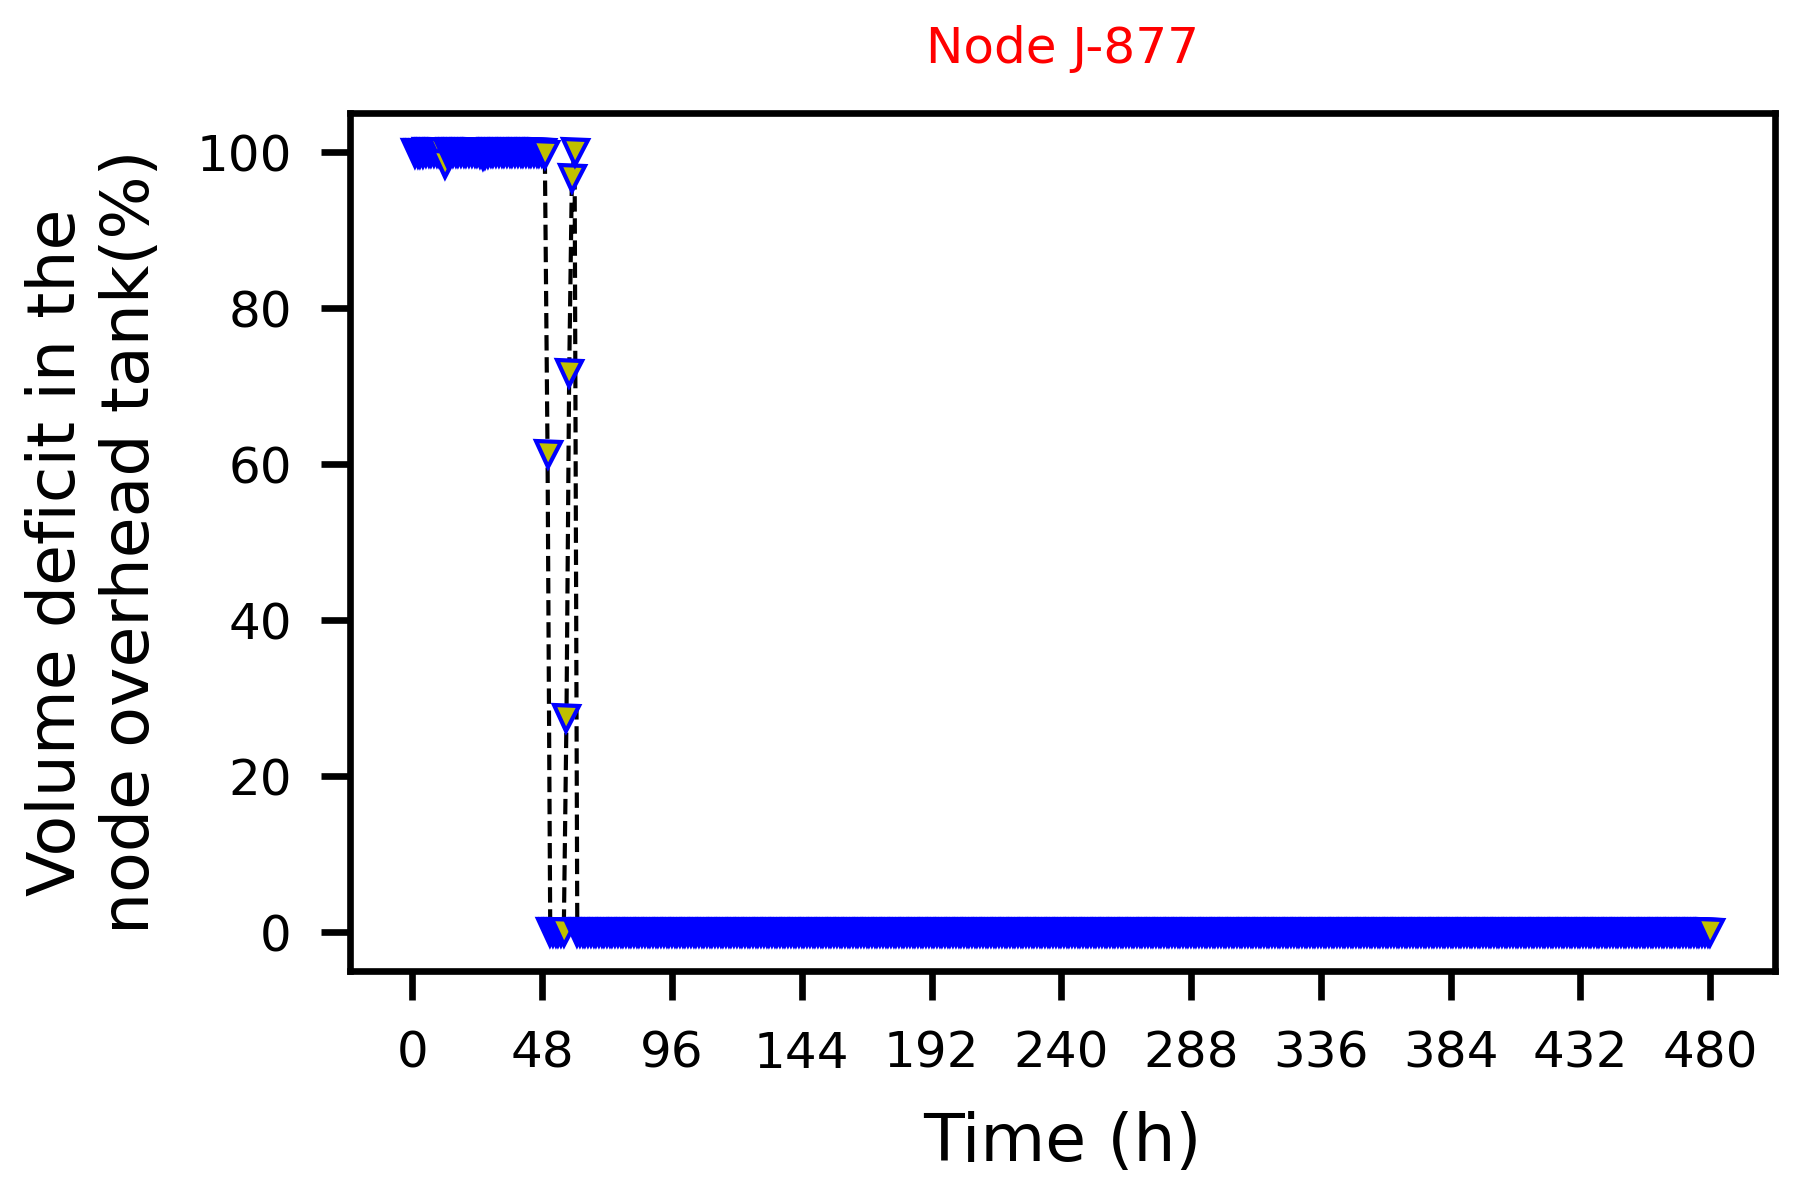 Node J-877
Volume deficit in the
node overhead tank(%)
100
80
60
40
20
0
0 48 96 144 192 240 288 336 384 432 480
Time (h)